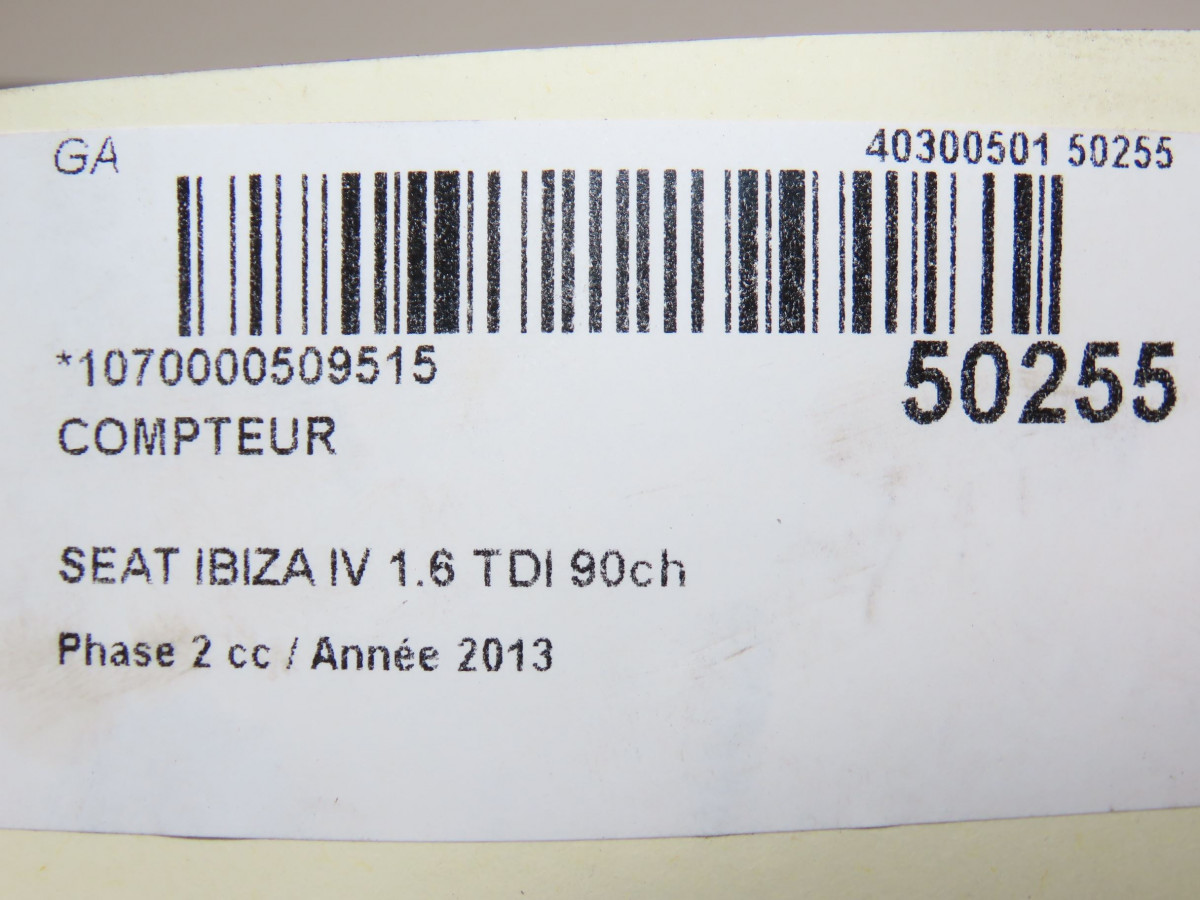 GA
40300501 50255
*1070000509515
50255
COMPTEUR
SEAT IBIZA IV 1.6 TDI 90ch
Phase 2 cc / Année 2013